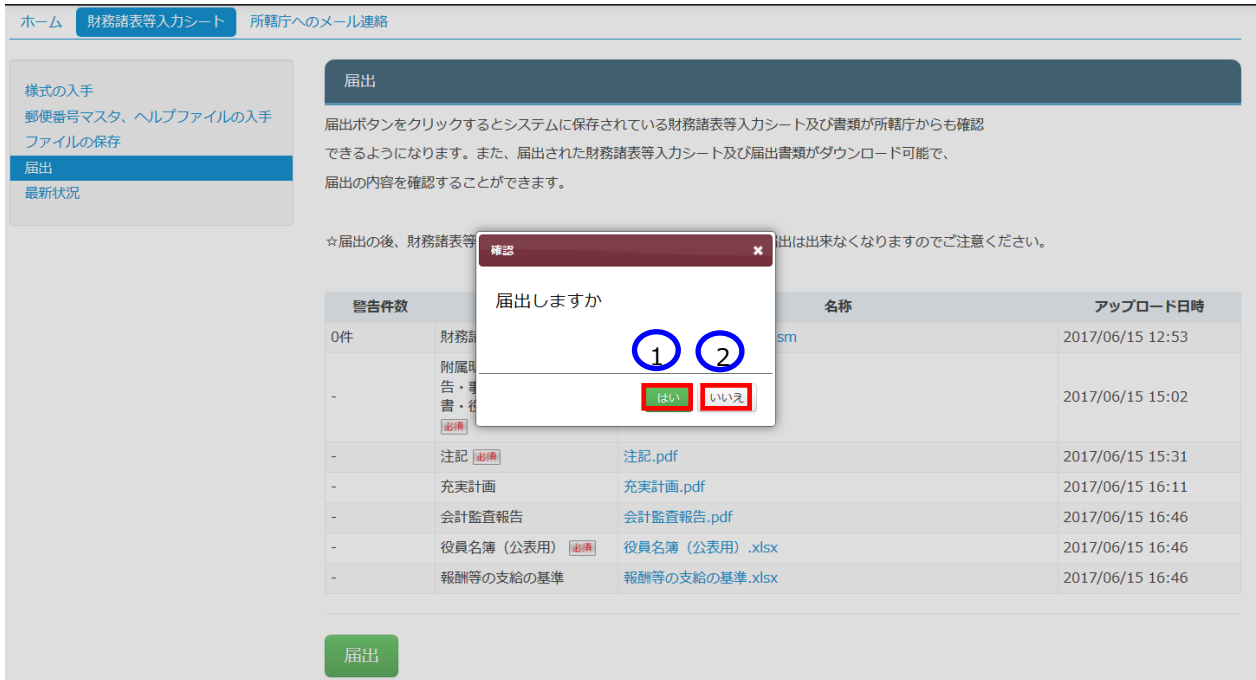 ホーム 財務諸表等入力シート 所轄庁へのメール連絡
様式の入手
郵便番号マスタ、ヘルプファイルの入手
ファイルの保存
届出
最新状況
届出
届出ボタンをクリックするとシステムに保存されている財務諸表等入力シート及び書類が所轄庁からも確認
できるようになります。また、届出された財務諸表等入力シート及び届出書類がダウンロード可能で、
届出の内容を確認することができます。
☆届出の後、財務諸表等 出は出来なくなりますのでご注意ください。
確認 ×
届出しますか
1 2
はい いいえ
警告件数 名称 アップロード日時
0件 財務諸 sm 2017/06/15 12:53
附属明
告・事
- 書・役 2017/06/15 15:02
必須
- 注記 必須 注記.pdf 2017/06/15 15:31
- 充実計画 充実計画.pdf 2017/06/15 16:11
- 会計監査報告 会計監査報告.pdf 2017/06/15 16:46
- 役員名簿（公表用） 必須 役員名簿（公表用）.xlsx 2017/06/15 16:46
- 報酬等の支給の基準 報酬等の支給の基準.xlsx 2017/06/15 16:46
届出